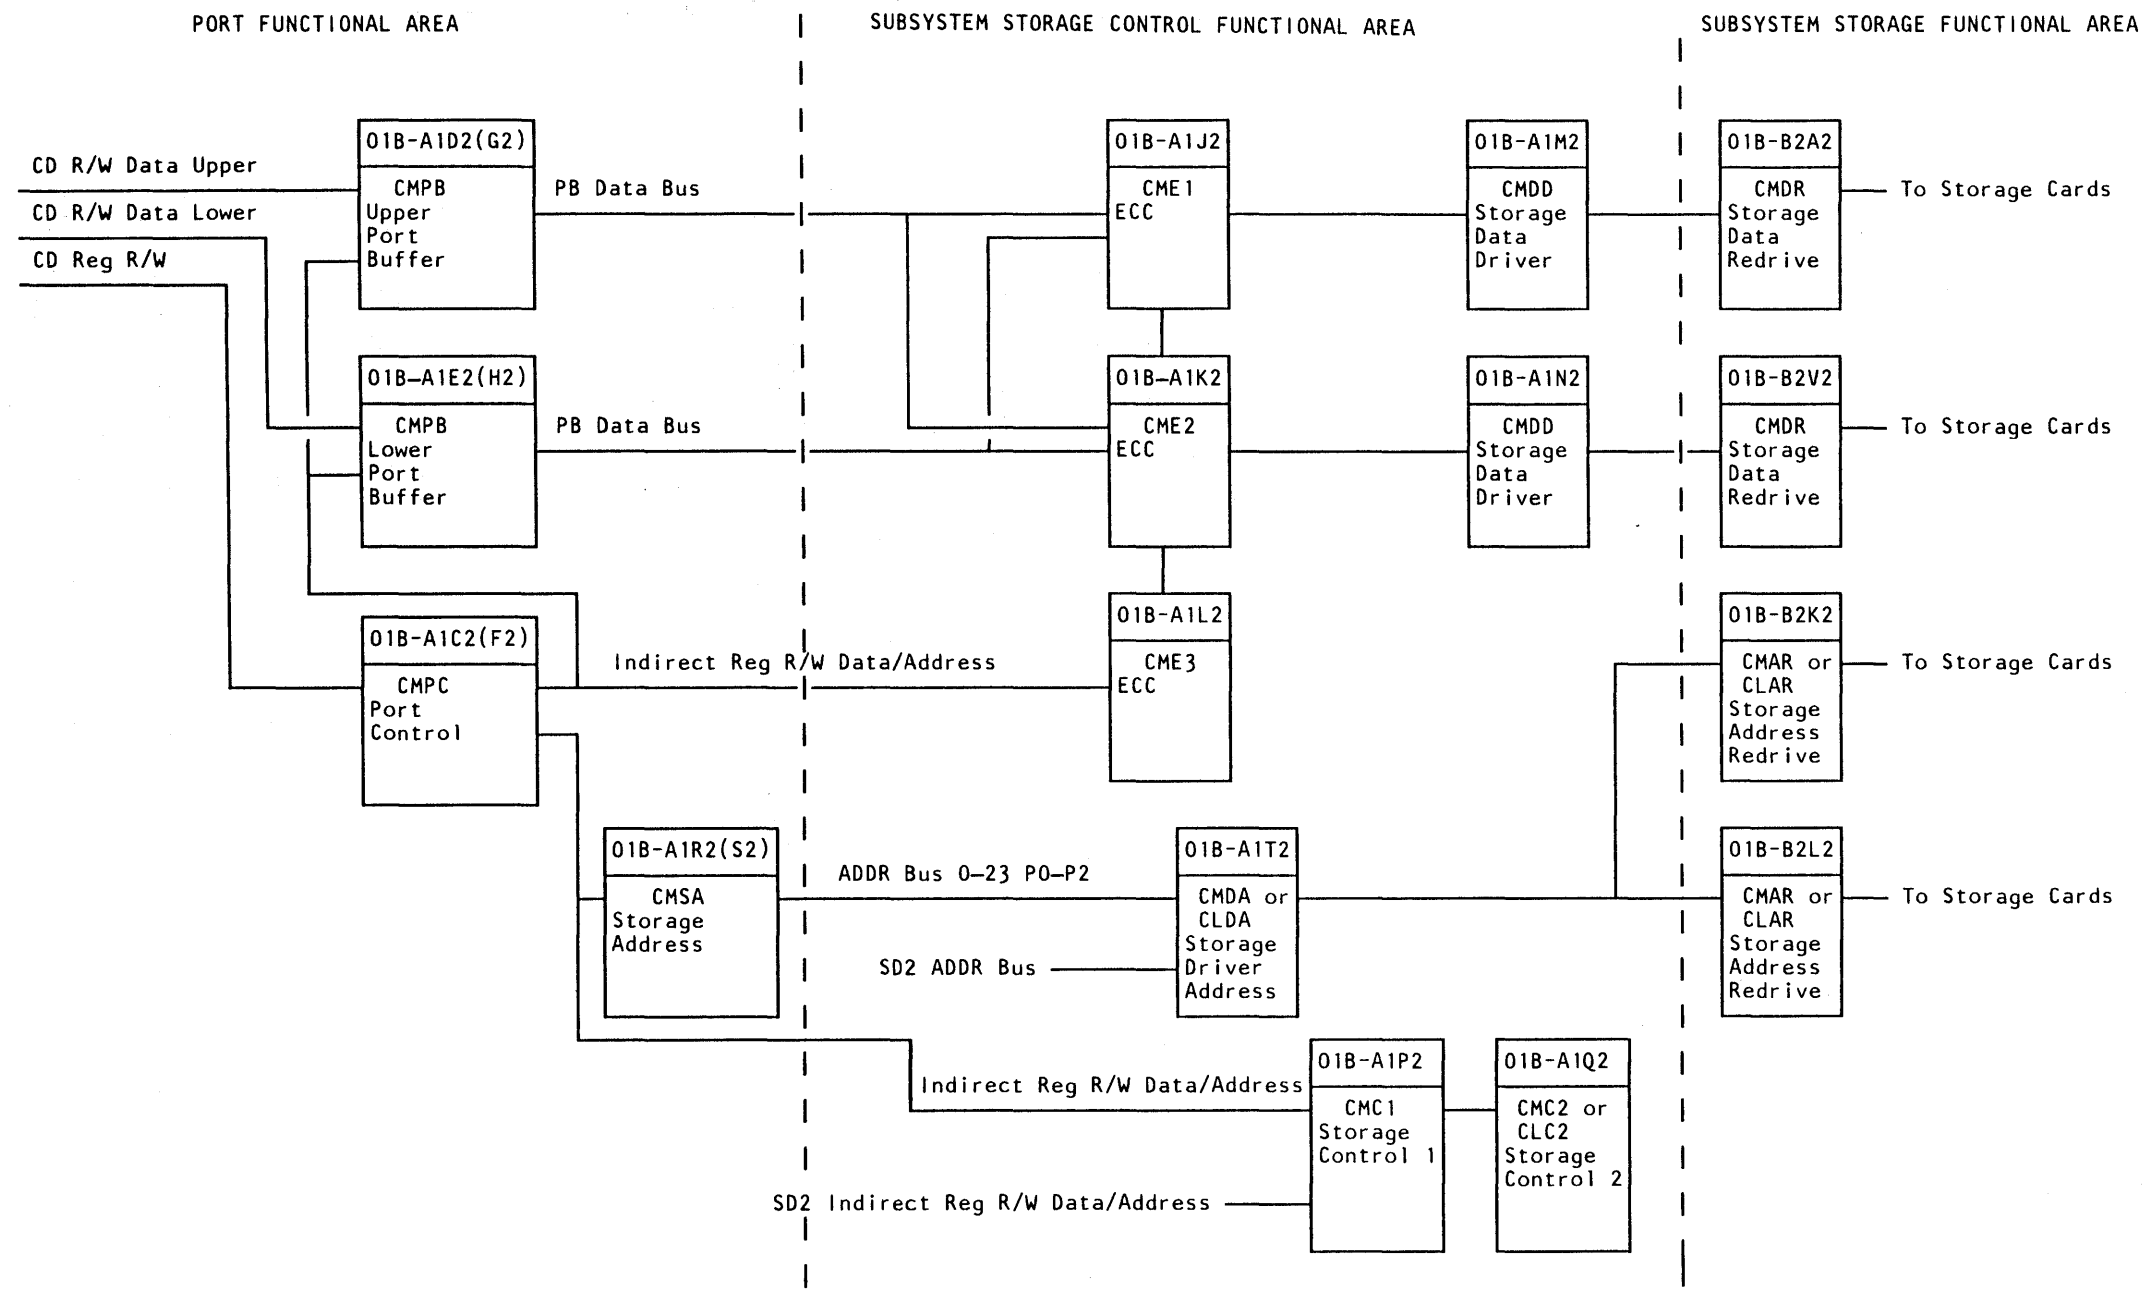 PORT FUNCTIONAL AREA
SUBSYSTEM STORAGE CONTROL FUNCTIONAL AREA
SUBSYSTEM STORAGE FUNCTIONAL AREA
CD R/W Data Upper
CD R/W Data Lower
CD Reg R/W
01B-A1D2(G2)
CMPB
Upper
Port
Buffer
PB Data Bus
01B-A1J2
CME1
ECC
01B-A1M2
CMDD
Storage
Data
Driver
01B-B2A2
CMDR
Storage
Data
Redrive
To Storage Cards
01B-A1E2(H2)
CMPB
Lower
Port
Buffer
PB Data Bus
01B-A1K2
CME2
ECC
01B-A1N2
CMDD
Storage
Data
Driver
01B-B2V2
CMDR
Storage
Data
Redrive
To Storage Cards
01B-A1C2(F2)
CMPC
Port
Control
Indirect Reg R/W Data/Address
01B-A1L2
CME3
ECC
01B-B2K2
CMAR or
CLAR
Storage
Address
Redrive
To Storage Cards
01B-A1R2(S2)
CMSA
Storage
Address
ADDR Bus 0-23 P0-P2
SD2 ADDR Bus
01B-A1T2
CMDA or
CLDA
Storage
Driver
Address
01B-B2L2
CMAR or
CLAR
Storage
Address
Redrive
To Storage Cards
Indirect Reg R/W Data/Address
SD2 Indirect Reg R/W Data/Address
01B-A1P2
CMC1
Storage
Control 1
01B-A1Q2
CMC2 or
CLC2
Storage
Control 2